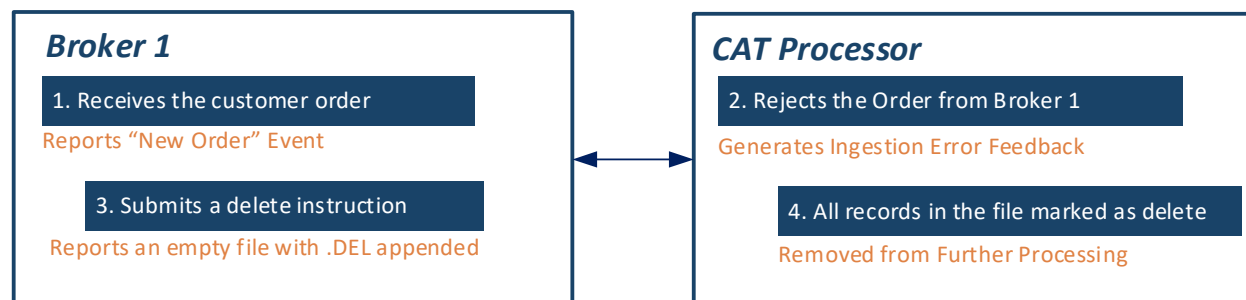 Broker 1
1. Receives the customer order
Reports “New Order” Event
3. Submits a delete instruction
Reports an empty file with .DEL appended
CAT Processor
2. Rejects the Order from Broker 1
Generates Ingestion Error Feedback
4. All records in the file marked as delete
Removed from Further Processing